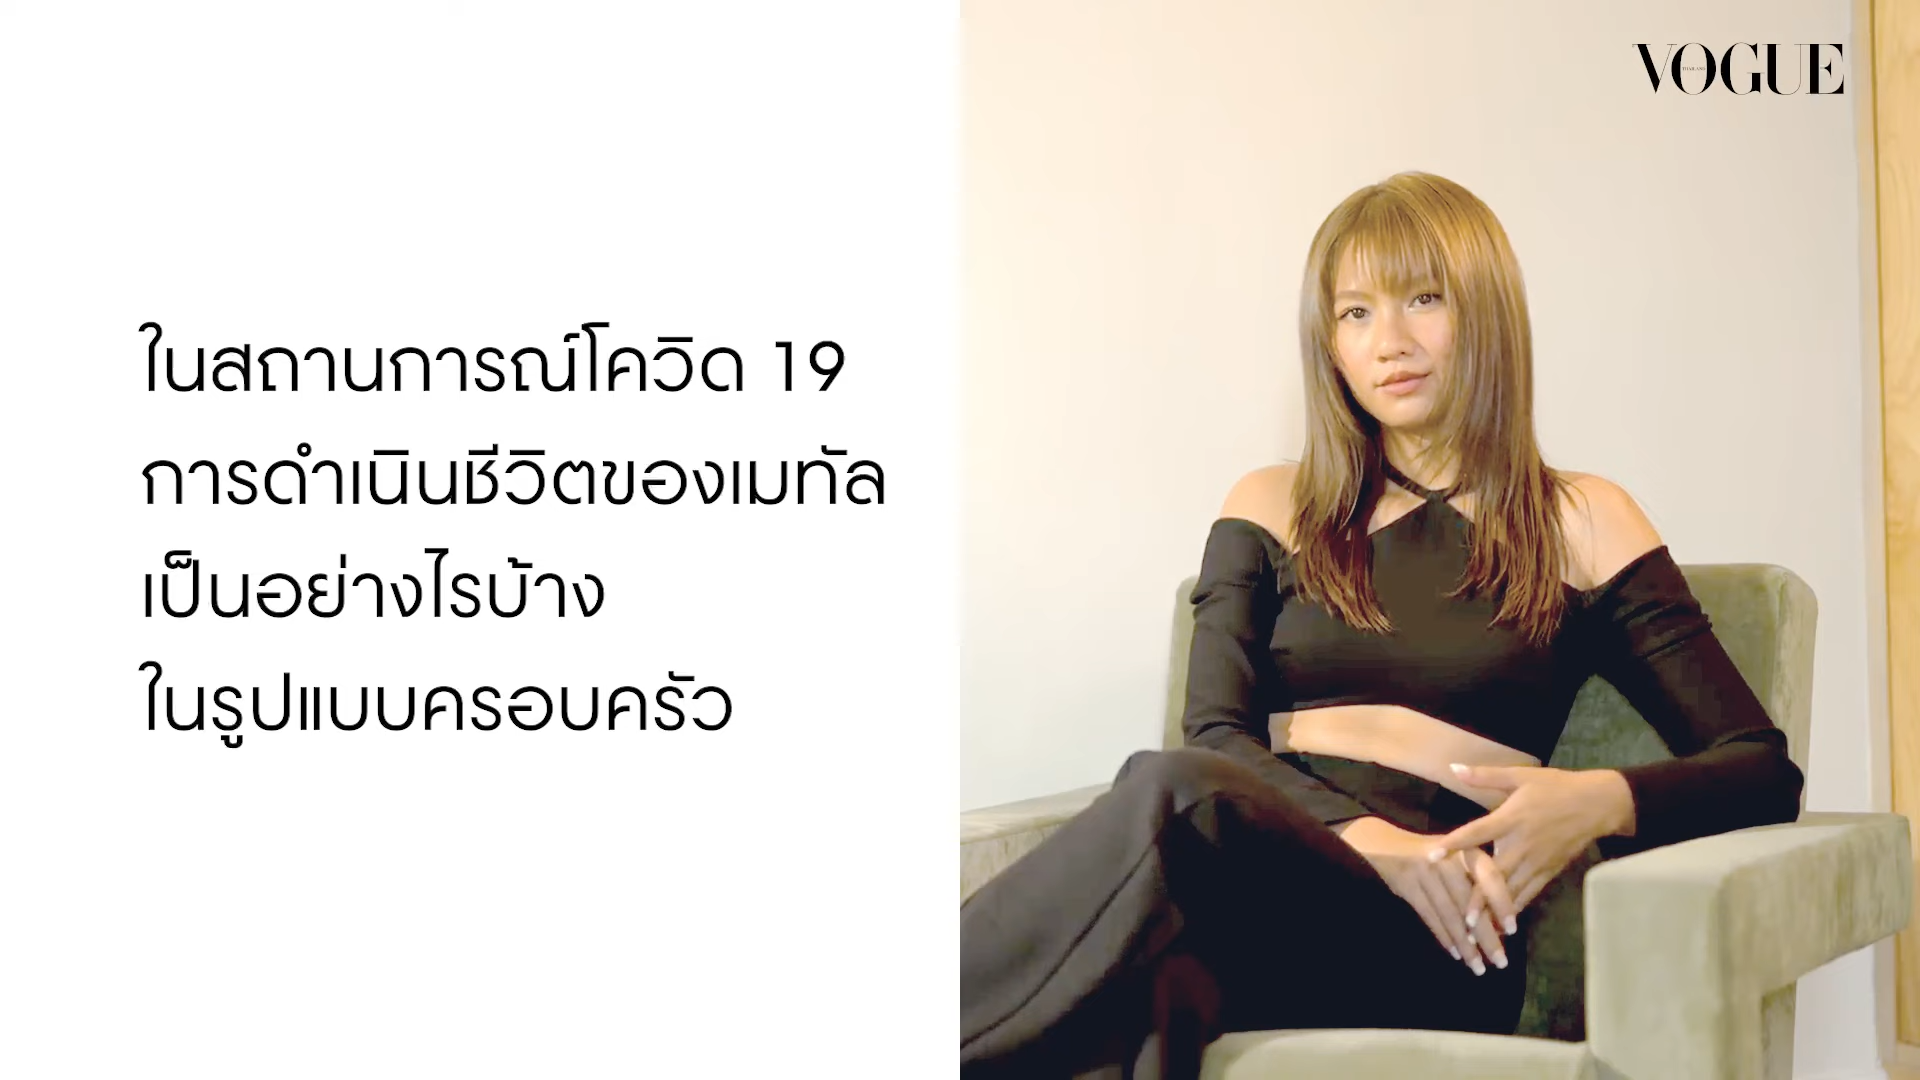 VOGUE
ในสถานการณ์โควิด 19
การดำเนินชีวิตของเมทัล
เป็นอย่างไรบ้าง
ในรูปแบบครอบครัว